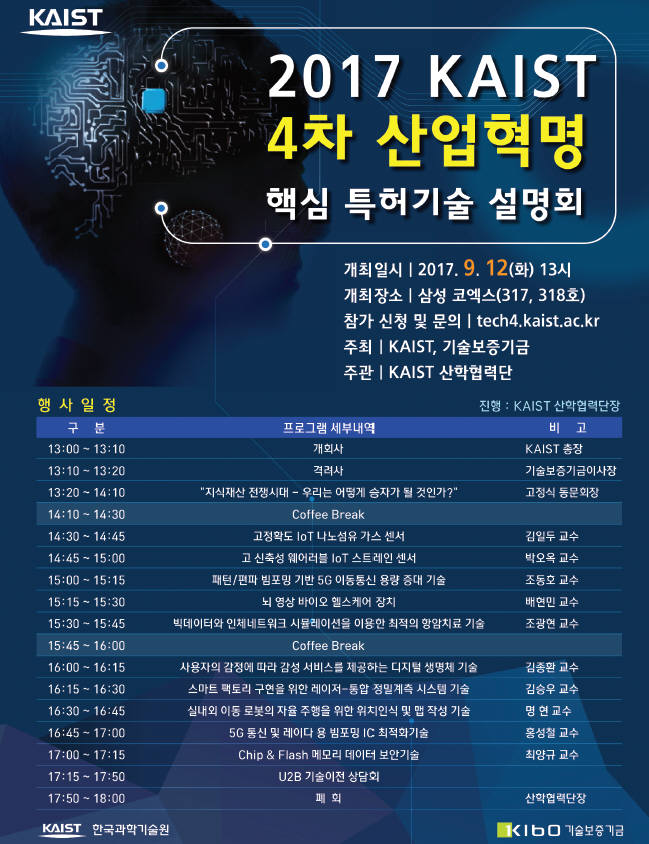 KAIST
2017 KAIST
4차 산업혁명
핵심 특허기술 설명회
개최일시 | 2017. 9. 12(화) 13시
개최장소 | 삼성 코엑스(317, 318호)
참가 신청 및 문의 | tech4.kaist.ac.kr
주최 | KAIST, 기술보증기금
주관 | KAIST 산학협력단
행 사 일 정 진행 : KAIST 산학협력단장
구 분 프로그램 세부내역 비 고
13:00 ~ 13:10 개회사 KAIST 총장
13:10 ~ 13:20 격려사 기술보증기금이사장
13:20 ~ 14:10 "지식재산 전쟁시대 - 우리는 어떻게 승자가 될 것인가?" 고정식 동문회장
14:10 ~ 14:30 Coffee Break
14:30 ~ 14:45 고정확도 IoT 나노섬유 가스 센서 김일두 교수
14:45 ~ 15:00 고 신축성 웨어러블 IoT 스트레인 센서 박오옥 교수
15:00 ~ 15:15 패턴/편파 빔포밍 기반 5G 이동통신 용량 증대 기술 조동호 교수
15:15 ~ 15:30 뇌 영상 바이오 헬스케어 장치 배현민 교수
15:30 ~ 15:45 빅데이터와 인체네트워크 시뮬레이션을 이용한 최적의 항암치료 기술 조광현 교수
15:45 ~ 16:00 Coffee Break
16:00 ~ 16:15 사용자의 감정에 따라 감성 서비스를 제공하는 디지털 생명체 기술 김종환 교수
16:15 ~ 16:30 스마트 팩토리 구현을 위한 레이저-통합 정밀계측 시스템 기술 김승우 교수
16:30 ~ 16:45 실내외 이동 로봇의 자율 주행을 위한 위치인식 및 맵 작성 기술 명 현 교수
16:45 ~ 17:00 5G 통신 및 레이다 용 빔포밍 IC 최적화기술 홍성철 교수
17:00 ~ 17:15 Chip & Flash 메모리 데이터 보안기술 최양규 교수
17:15 ~ 17:50 U2B 기술이전 상담회
17:50 ~ 18:00 폐 회 산학협력단장
KAIST 한국과학기술원 KIBO 기술보증기금